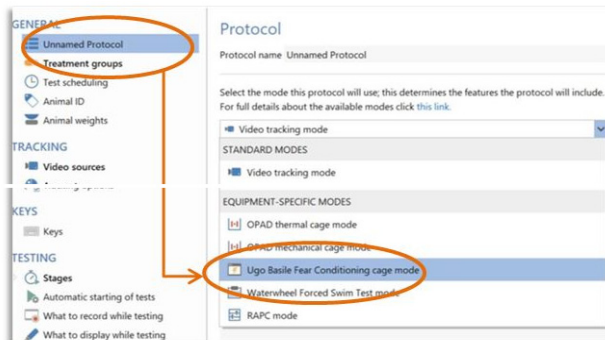 GENERAL
Unnamed Protocol
Treatment groups
Test scheduling
Animal ID
Animal weights
TRACKING
Video sources
KEYS
Keys
TESTING
Stages
Automatic starting of tests
What to record while testing
What to display while testing
Protocol
Protocol name Unnamed Protocol
Select the mode this protocol will use; this determines the features the protocol will include.
For full details about the available modes click this link.
Video tracking mode
STANDARD MODES
Video tracking mode
EQUIPMENT-SPECIFIC MODES
OPAD thermal cage mode
OPAD mechanical cage mode
Ugo Basile Fear Conditioning cage mode
Waterwheel Forced Swim Test mode
RAPC mode